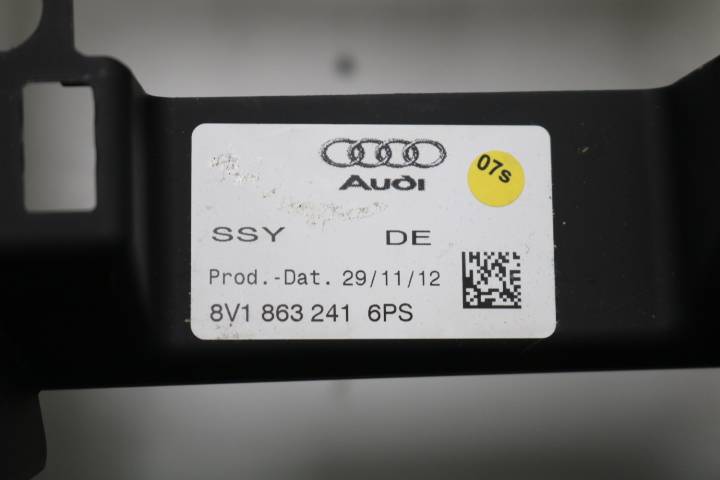 Audi
07s
SSY DE
Prod.-Dat. 29/11/12
8V1 863 241 6PS